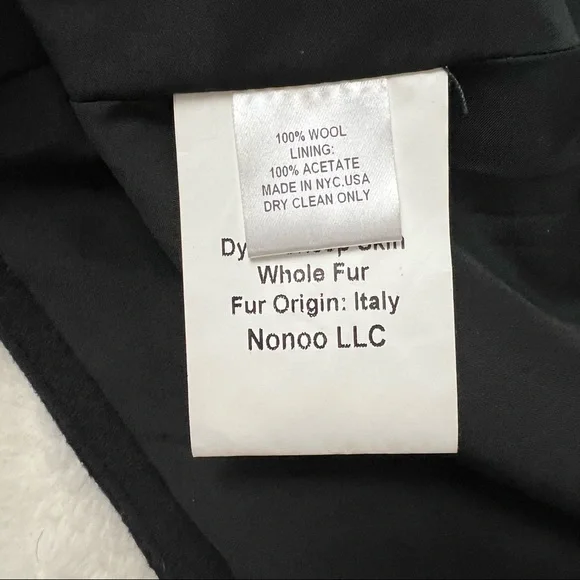 100% WOOL
LINING:
100% ACETATE
MADE IN NYC.USA
DRY CLEAN ONLY
Skin
Whole Fur
Fur Origin: Italy
Nonoo LLC